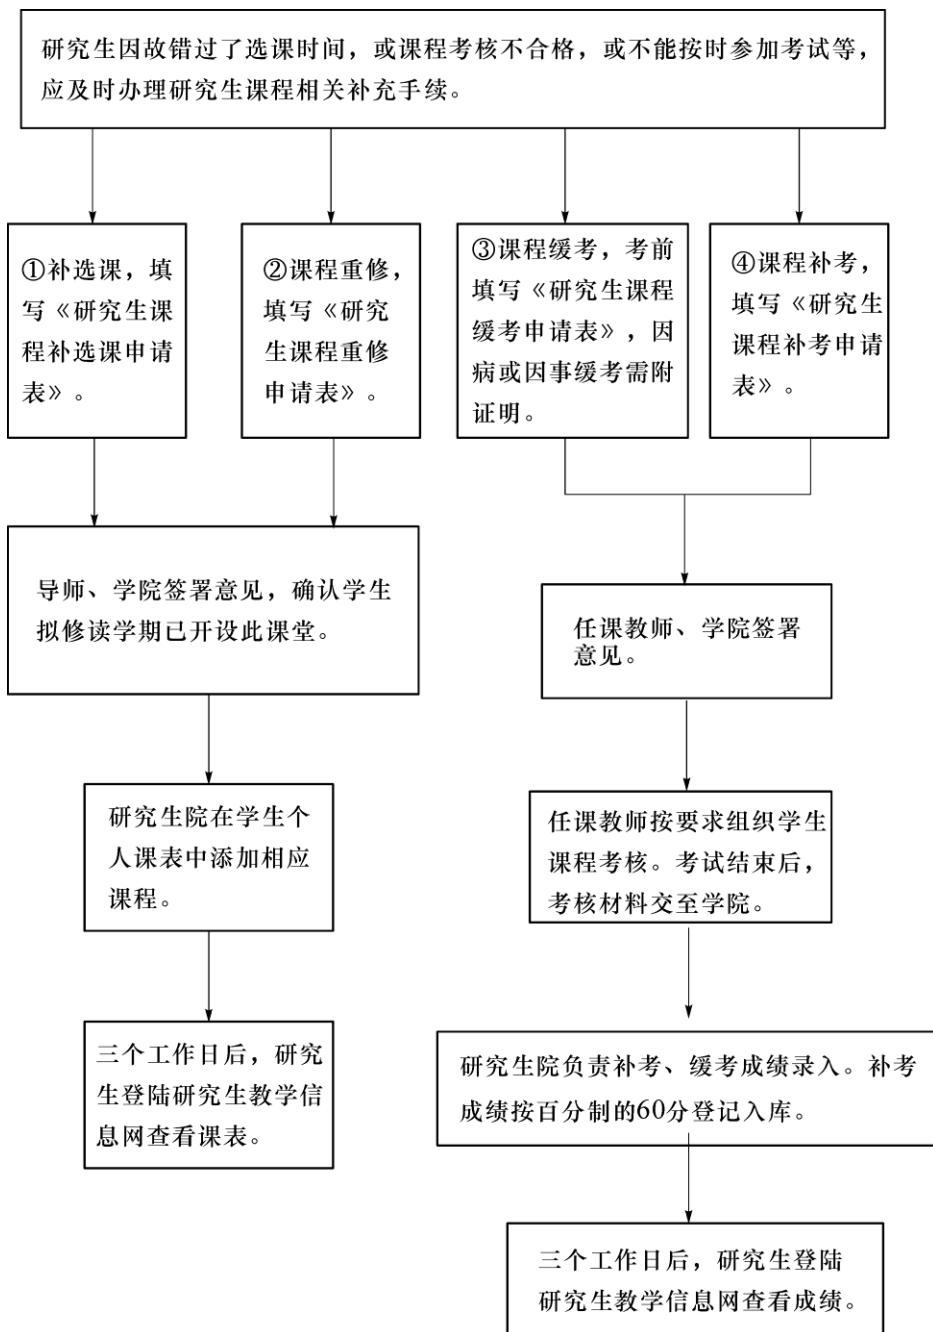 研究生因故错过了选课时间，或课程考核不合格，或不能按时参加考试等，
应及时办理研究生课程相关补充手续。
①补选课，填
写《研究生课
程补选课申请
表》。
②课程重修，
填写《研究
生课程重修
申请表》。
③课程缓考，考前
填写《研究生课程
缓考申请表》，因
病或因事缓考需附
证明。
④课程补考，
填写《研究生
课程补考申请
表》。
导师、学院签署意见，确认学生
拟修读学期已开设此课堂。
任课教师、学院签署
意见。
研究生院在学生个
人课表中添加相应
课程。
任课教师按要求组织学生
课程考核。考试结束后，
考核材料交至学院。
三个工作日后，研究
生登陆研究生教学信
息网查看课表。
研究生院负责补考、缓考成绩录入。补考
成绩按百分制的60分登记入库。
三个工作日后，研究生登陆
研究生教学信息网查看成绩。